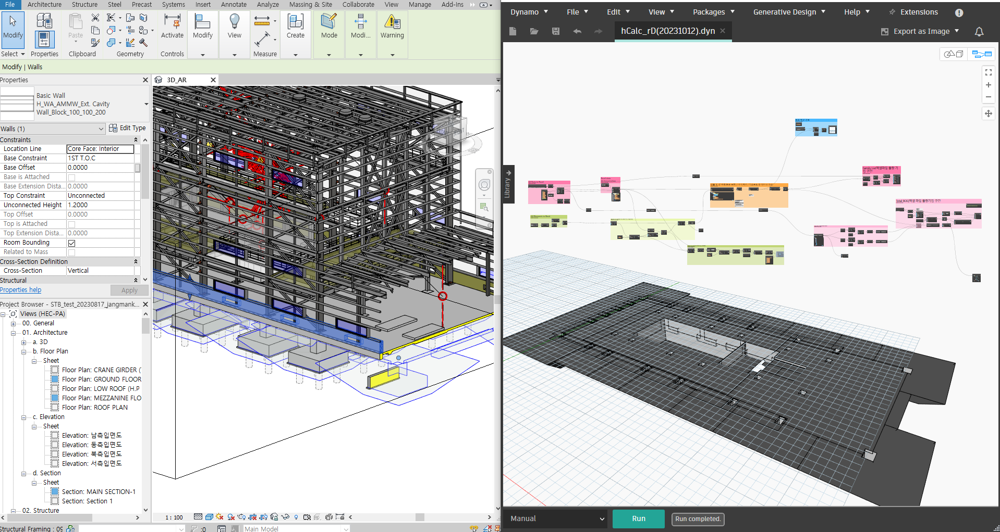 File Architecture Structure Steel Precast Systems Insert Annotate Analyze Massing & Site Collaborate View Manage Add-Ins
Modify
Paste
Activate
Modify
View
Create
Mode
Modi...
Warning
Select Properties Clipboard Geometry Controls Measure
Modify | Walls
Properties
Basic Wall
H_WA_AMMW_Ext. Cavity
Wall_Block_100_100_200
Walls (1)
Edit Type
Constraints
Location Line Core Face: Interior
Base Constraint 1ST T.O.C
Base Offset 0.0000
Base is Attached
Base Extension Dista... 0.0000
Top Constraint Unconnected
Unconnected Height 1.2000
Top Offset 0.0000
Top is Attached
Top Extension Dista... 0.0000
Room Bounding
Related to Mass
Cross-Section Definition
Cross-Section Vertical
Structural
Properties help
Apply
Project Browser - STB_test_20230817_jangmank...
Views (HEC-PA)
00. General
01. Architecture
a. 3D
b. Floor Plan
Sheet
Floor Plan: CRANE GIRDER (
Floor Plan: GROUND FLOOR
Floor Plan: LOW ROOF (H.P
Floor Plan: MEZZANINE FLO
Floor Plan: ROOF PLAN
c. Elevation
Sheet
Elevation: 남측입면도
Elevation: 동측입면도
Elevation: 북측입면도
Elevation: 서측입면도
d. Section
Sheet
Section: MAIN SECTION-1
Section: Section 1
02. Structure
3D_AR
1 : 100
Structural Framing : 09
:0
Main Model
Dynamo File Edit View Packages Generative Design Help Extensions
hCalc_rD(20231012).dyn
Export as Image
Library
Manual
Run
Run completed.